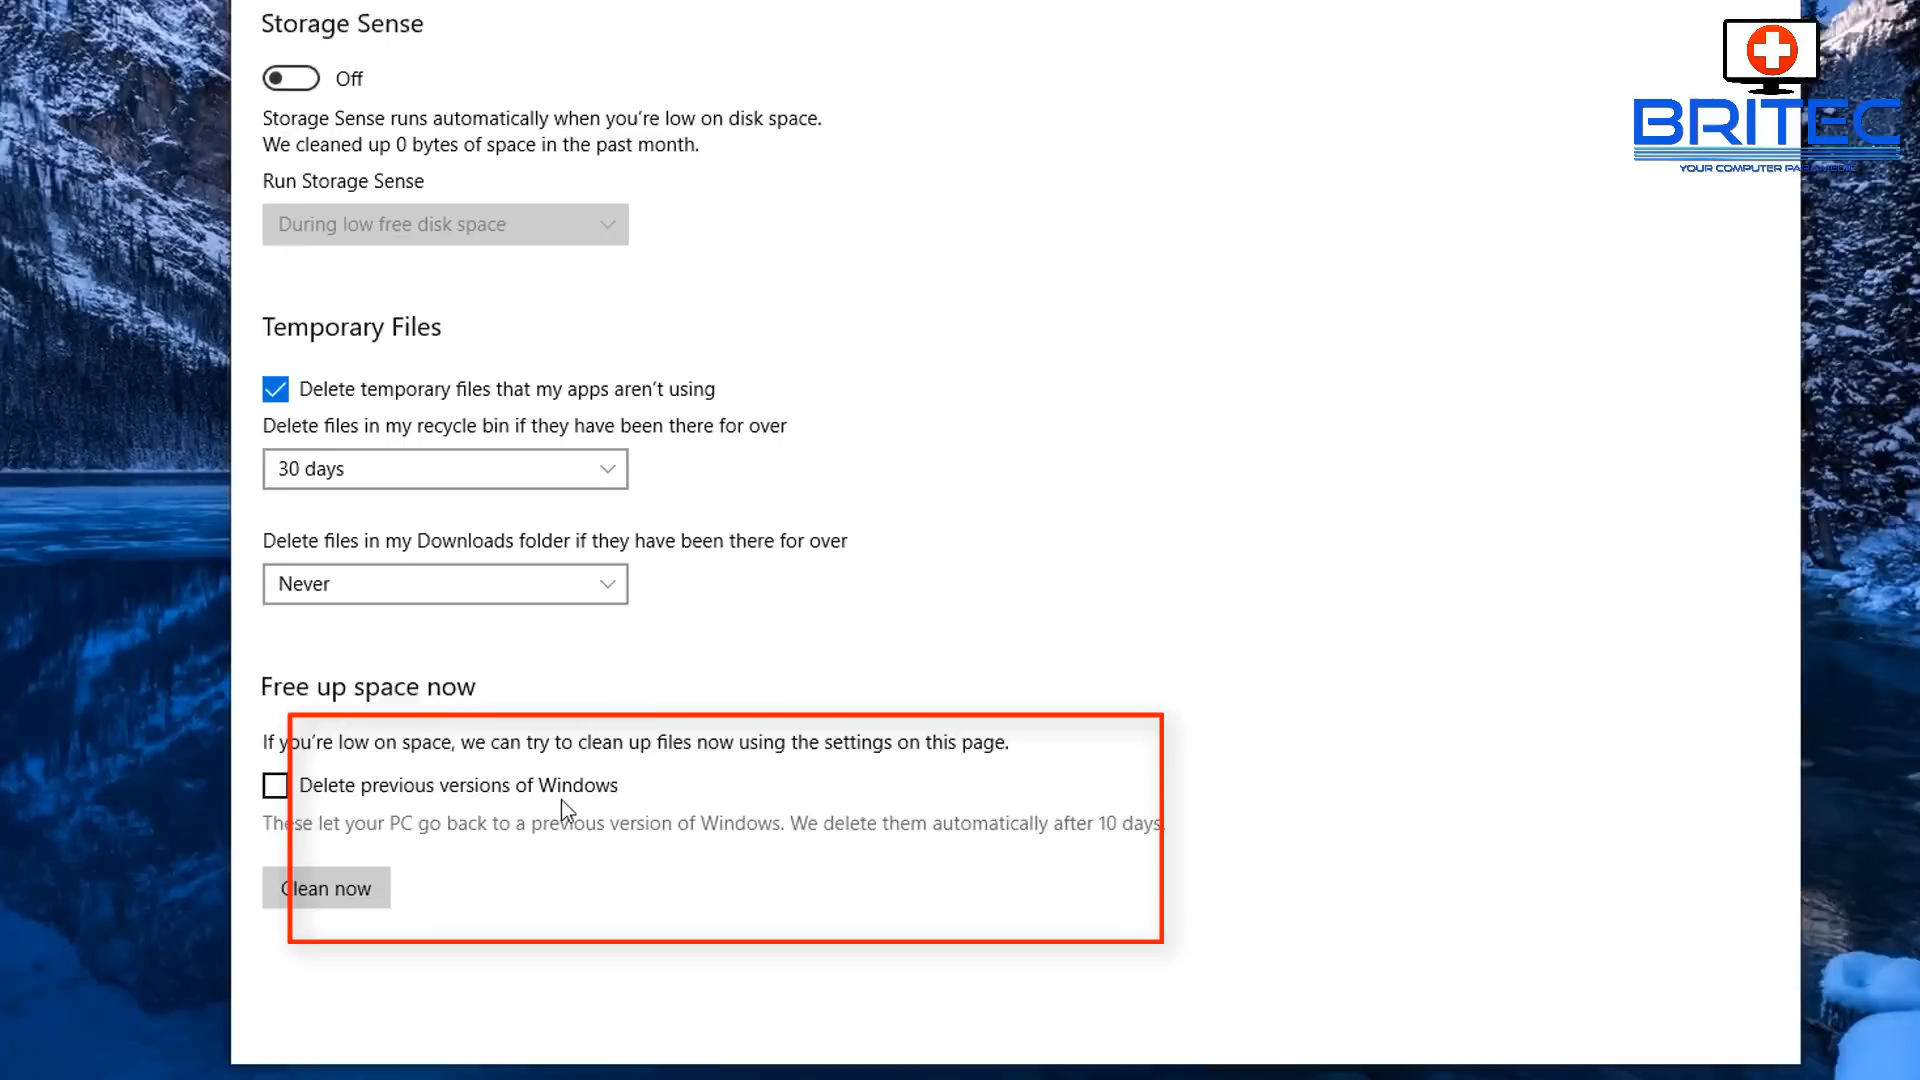 Storage Sense
Off
Storage Sense runs automatically when you're low on disk space.
We cleaned up 0 bytes of space in the past month.
Run Storage Sense
During low free disk space
Temporary Files
Delete temporary files that my apps aren't using
Delete files in my recycle bin if they have been there for over
30 days
Delete files in my Downloads folder if they have been there for over
Never
Free up space now
If you're low on space, we can try to clean up files now using the settings on this page.
Delete previous versions of Windows
These let your PC go back to a previous version of Windows. We delete them automatically after 10 days.
Clean now
BRITEC
YOUR COMPUTER PARAMEDIC